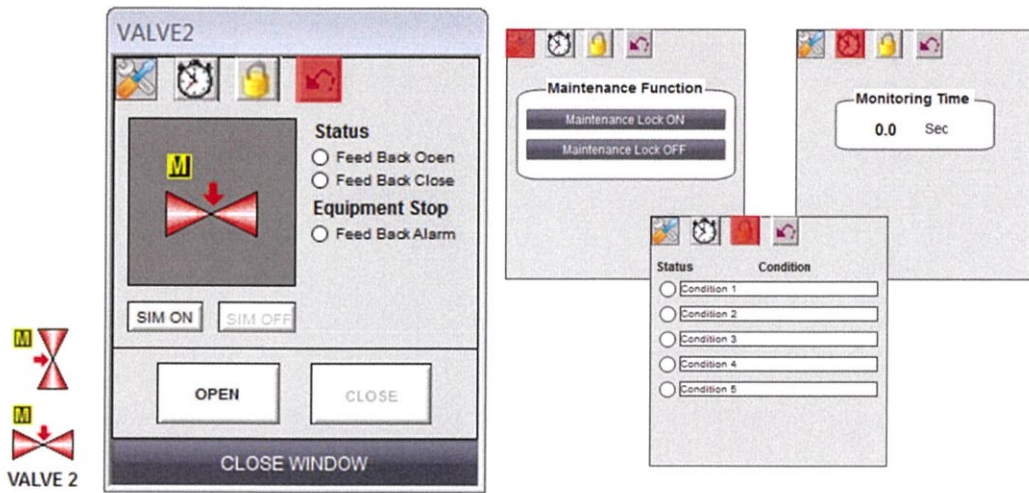 VALVE2
M
Status
Feed Back Open
Feed Back Close
Equipment Stop
Feed Back Alarm
SIM ON
SIM OFF
OPEN
CLOSE
CLOSE WINDOW
M
M
VALVE 2
Maintenance Function
Maintenance Lock ON
Maintenance Lock OFF
Monitoring Time
0.0 Sec
Status Condition
Condition 1
Condition 2
Condition 3
Condition 4
Condition 5